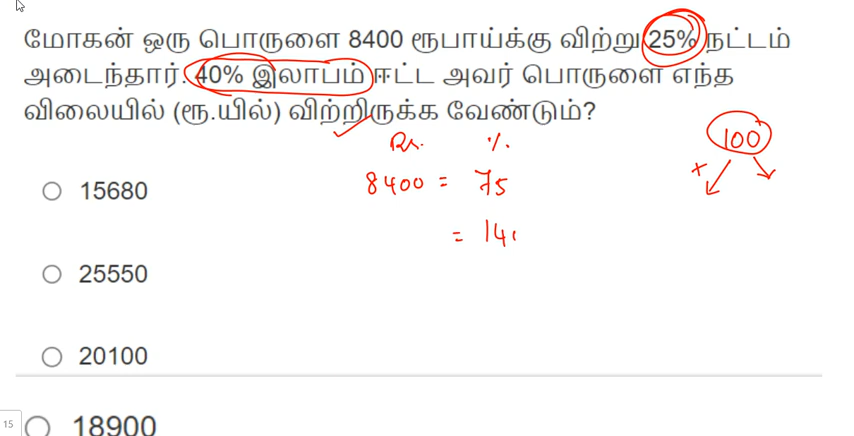 மோகன் ஒரு பொருளை 8400 ரூபாய்க்கு விற்று 25% நட்டம்
அடைந்தார். 40% இலாபம் ஈட்ட அவர் பொருளை எந்த
விலையில் (ரூ.யில்) விற்றிருக்க வேண்டும்?
Rs. %
100
8400 = 75
15680
= 140
25550
20100
15
18900